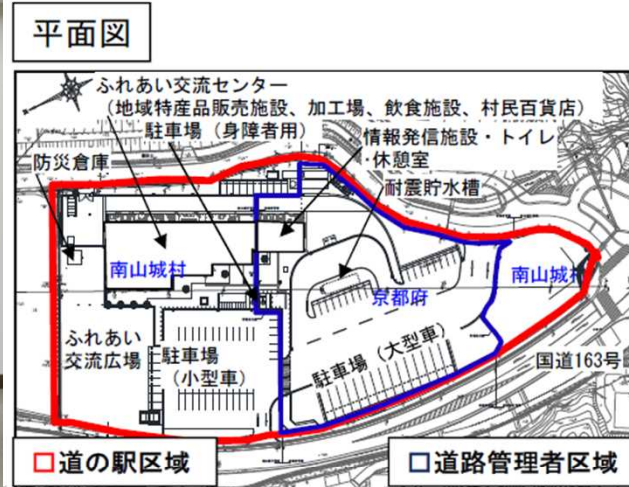 平面図
ふれあい交流センター
（地域特産品販売施設、加工場、飲食施設、村民百貨店）
駐車場（身障者用）
情報発信施設・トイレ
・休憩室
防災倉庫
耐震貯水槽
南山城村
京都府
南山城村
ふれあい
交流広場
駐車場
（小型車）
駐車場（大型車）
国道163号
□道の駅区域
□道路管理者区域